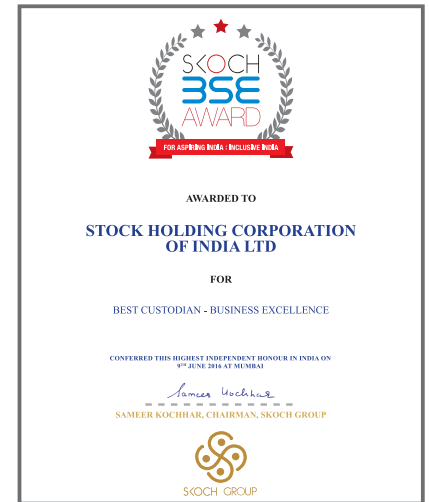 SKOCH
BSE
AWARD
FOR ASPIRING INDIA : INCLUSIVE INDIA
AWARDED TO
STOCK HOLDING CORPORATION
OF INDIA LTD
FOR
BEST CUSTODIAN - BUSINESS EXCELLENCE
CONFERRED THIS HIGHEST INDEPENDENT HONOUR IN INDIA ON
9TH JUNE 2016 AT MUMBAI
Sameer Kochhar
SAMEER KOCHHAR, CHAIRMAN, SKOCH GROUP
SKOCH GROUP